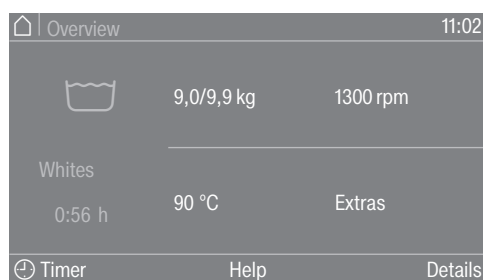 Overview 11:02
9,0/9,9 kg 1300 rpm
Whites
90 °C Extras
0:56 h
Timer Help Details